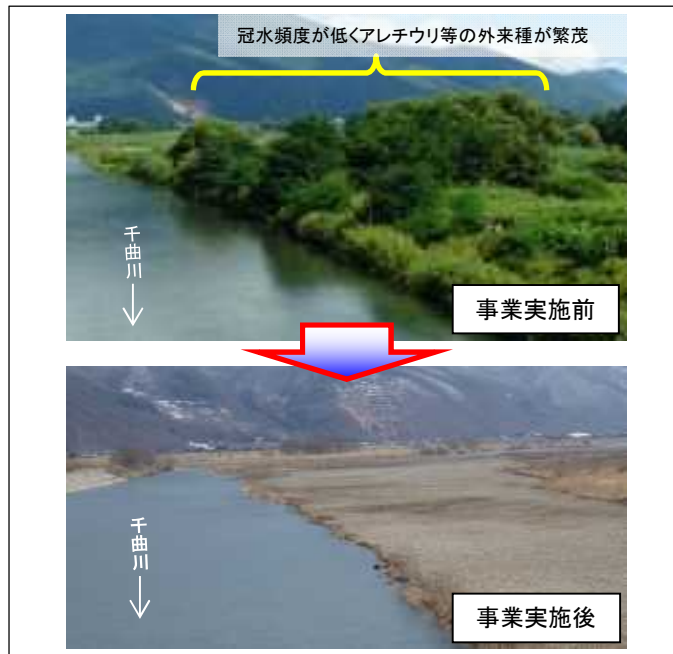 冠水頻度が低くアレチウリ等の外来種が繁茂
千曲川
事業実施前
千曲川
事業実施後